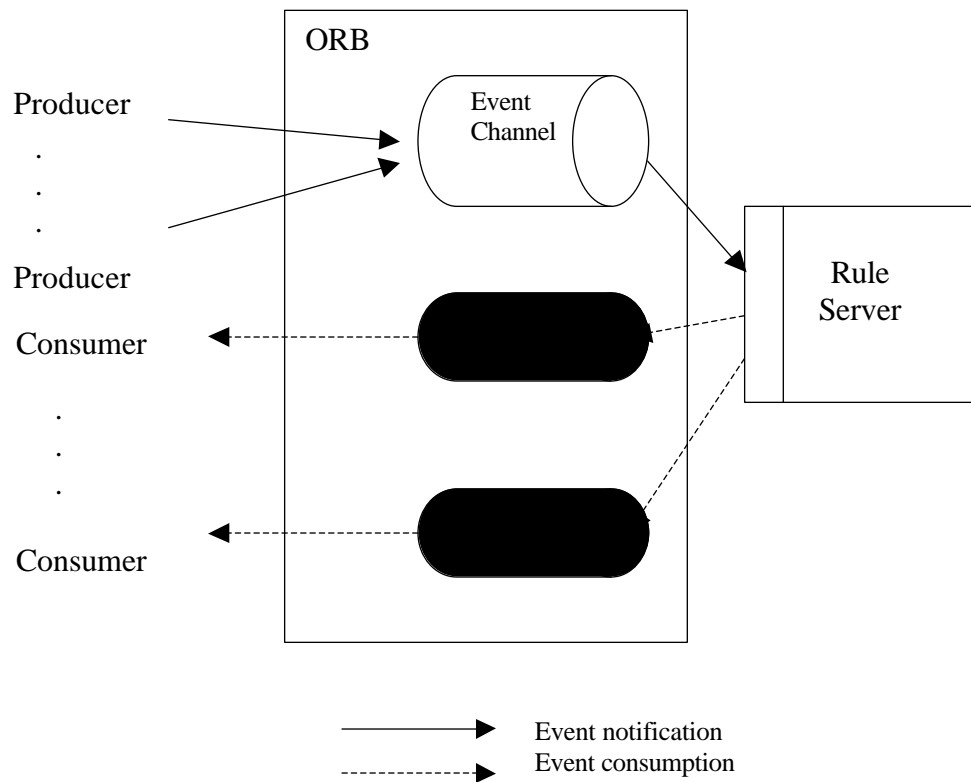 ORB
Producer
.
.
.
Producer
Event
Channel
Rule
Server
Consumer
.
.
.
Consumer
Event notification
Event consumption